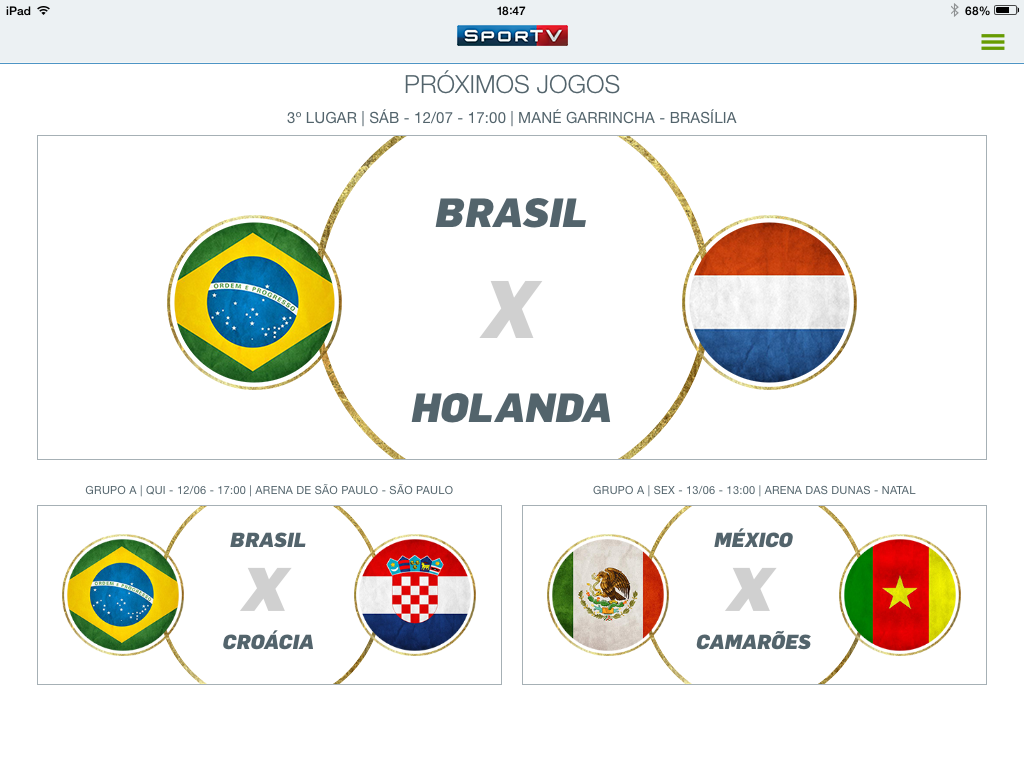 iPad 18:47 68%
SPORTV
PRÓXIMOS JOGOS
3º LUGAR | SÁB - 12/07 - 17:00 | MANÉ GARRINCHA - BRASÍLIA
BRASIL
ORDEM E PROGRESSO
X
HOLANDA
GRUPO A | QUI - 12/06 - 17:00 | ARENA DE SÃO PAULO - SÃO PAULO
BRASIL
ORDEM E PROGRESSO
X
CROÁCIA
GRUPO A | SEX - 13/06 - 13:00 | ARENA DAS DUNAS - NATAL
MÉXICO
X
CAMARÕES